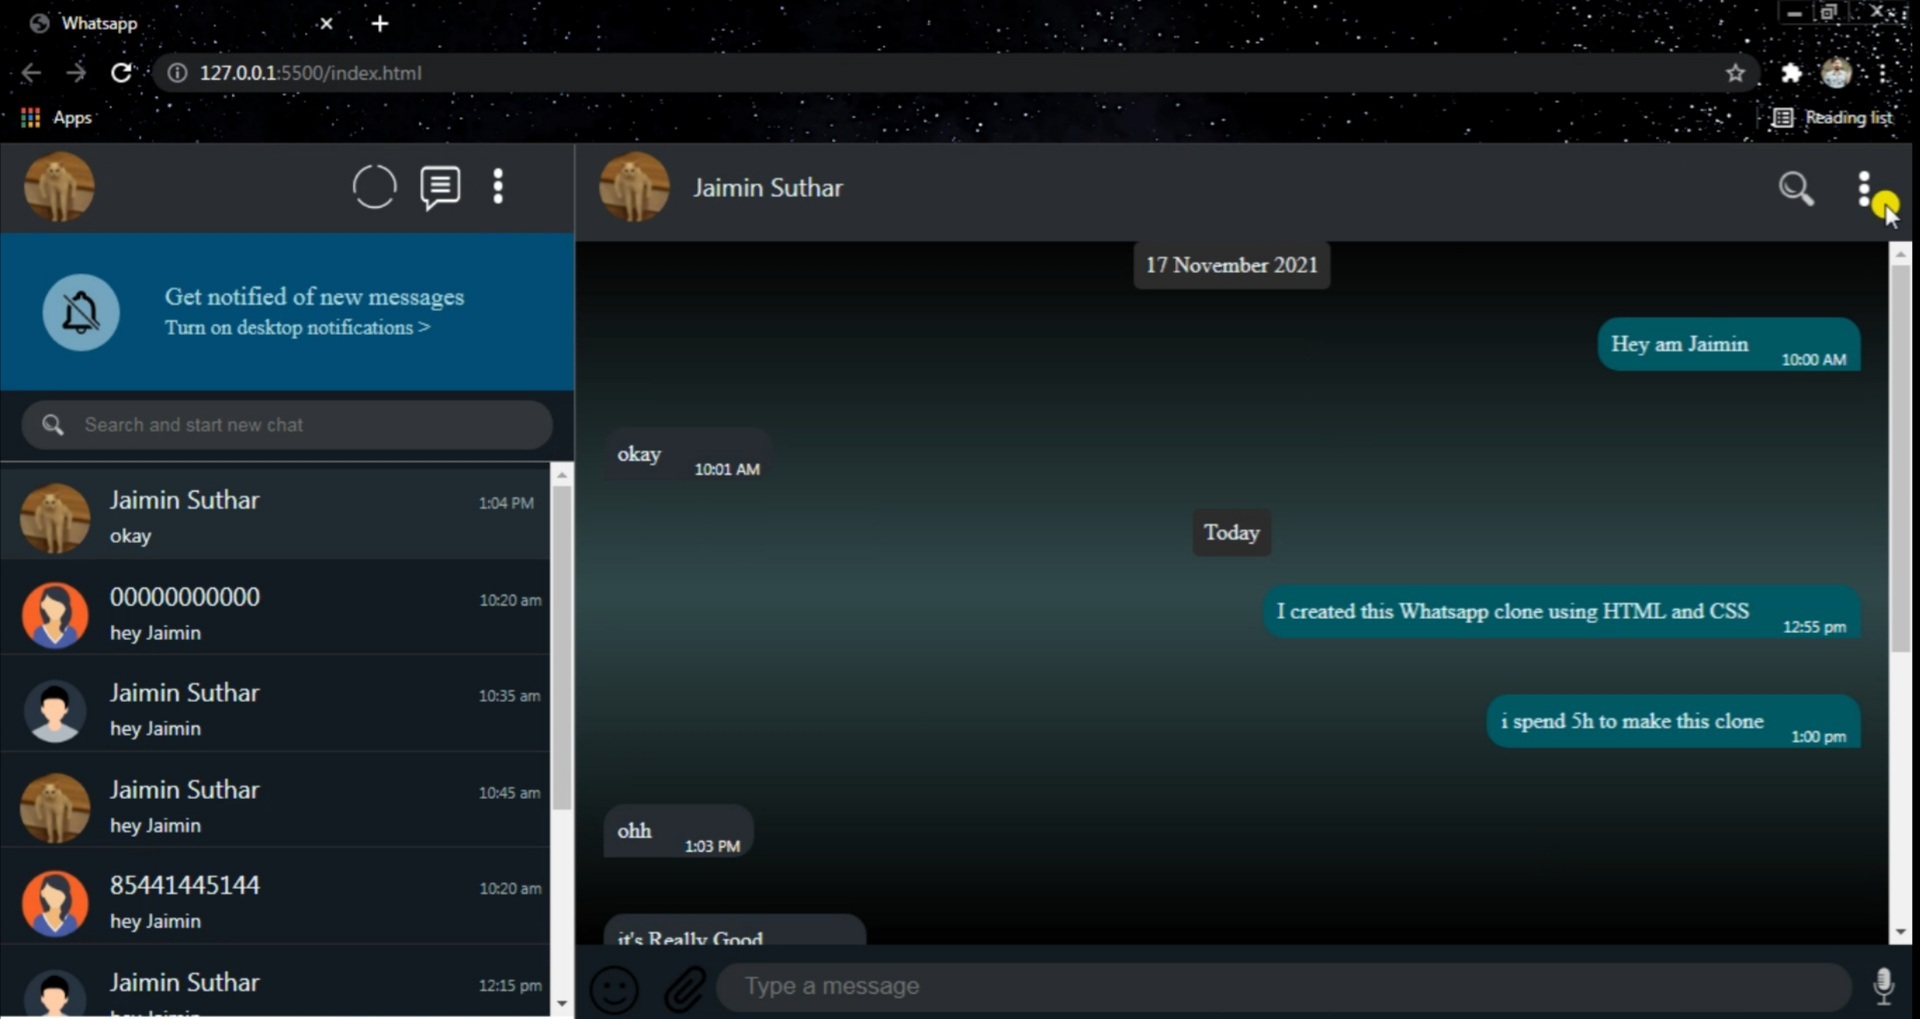 Whatsapp
127.0.0.1:5500/index.html
Apps
Reading list
Jaimin Suthar
Get notified of new messages
Turn on desktop notifications >
Search and start new chat
Jaimin Suthar 1:04 PM
okay
00000000000 10:20 am
hey Jaimin
Jaimin Suthar 10:35 am
hey Jaimin
Jaimin Suthar 10:45 am
hey Jaimin
85441445144 10:20 am
hey Jaimin
Jaimin Suthar 12:15 pm
hey Jaimin
17 November 2021
Hey am Jaimin 10:00 AM
okay 10:01 AM
Today
I created this Whatsapp clone using HTML and CSS 12:55 pm
i spend 5h to make this clone 1:00 pm
ohh 1:03 PM
it's Really Good
Type a message